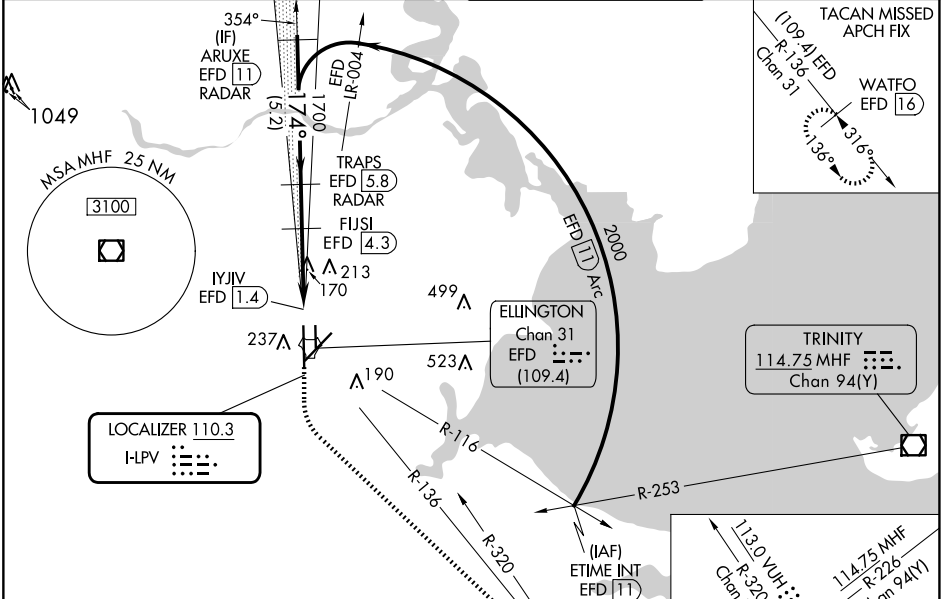 354°
(IF)
ARUXE
EFD 11
RADAR
EFD
LR-004
1700
174°
(5.2)
1049
MSA MHF 25 NM
3100
TRAPS
EFD 5.8
RADAR
FIJSI
EFD 4.3
213
170
IYJIV
EFD 1.4
237
499
523
190
EFD 11 Arc
2000
TACAN MISSED
APCH FIX
(109.4) EFD
R-136
Chan 31
WATFO
EFD 16
316°
136°
ELLINGTON
Chan 31
EFD
(109.4)
TRINITY
114.75 MHF
Chan 94(Y)
LOCALIZER 110.3
I-LPV
R-116
R-136
R-320
R-253
(IAF)
ETIME INT
EFD 11
113.0 VUH
R-320
Chan
114.75 MHF
R-226
an 94(Y)